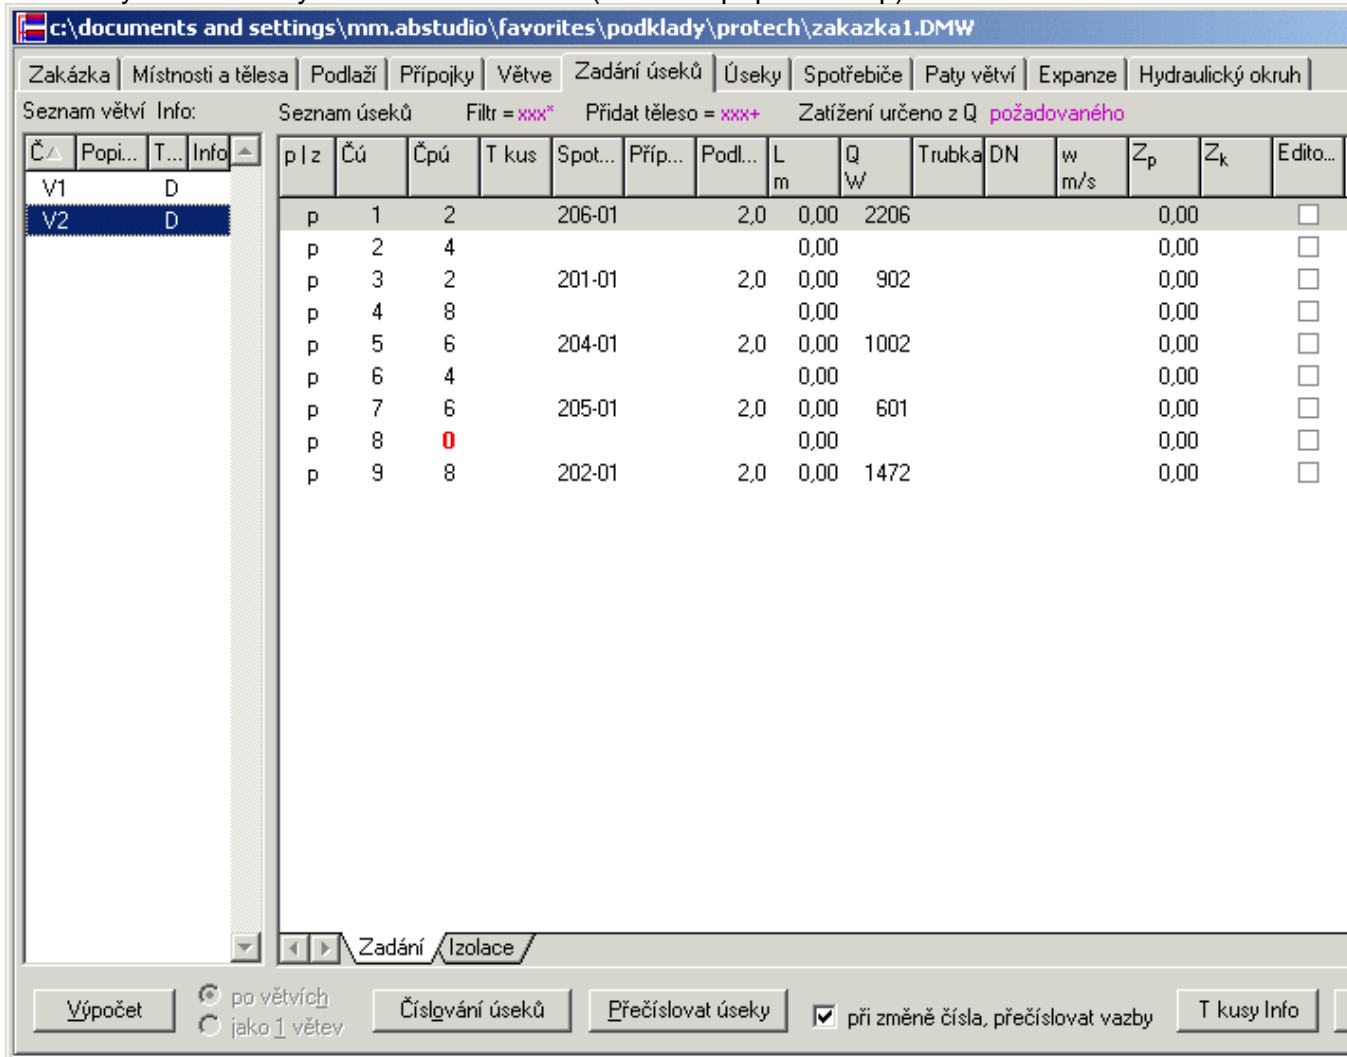 c:\documents and settings\mm.abstudio\favorites\podklady\protech\zakazka1.DMW
Zakázka Místnosti a tělesa Podlaží Přípojky Větve Zadání úseků Úseky Spotřebiče Paty větví Expanze Hydraulický okruh
Seznam větví Info: Seznam úseků Filtr = xxx* Přidat těleso = xxx+ Zatížení určeno z Q požadovaného
Č Popi... T... Info p | z Čú Čpú T kus Spot... Příp... Podl... L Q Trubka DN w Zp Zk Edito...
m W m/s
V1 D
V2 D p 1 2 206-01 2,0 0,00 2206 0,00
p 2 4 0,00 0,00
p 3 2 201-01 2,0 0,00 902 0,00
p 4 8 0,00 0,00
p 5 6 204-01 2,0 0,00 1002 0,00
p 6 4 0,00 0,00
p 7 6 205-01 2,0 0,00 601 0,00
p 8 0 0,00 0,00
p 9 8 202-01 2,0 0,00 1472 0,00
Zadání Izolace
Výpočet po větvích Číslování úseků Přečíslovat úseky při změně čísla, přečíslovat vazby T kusy Info
jako 1 větev